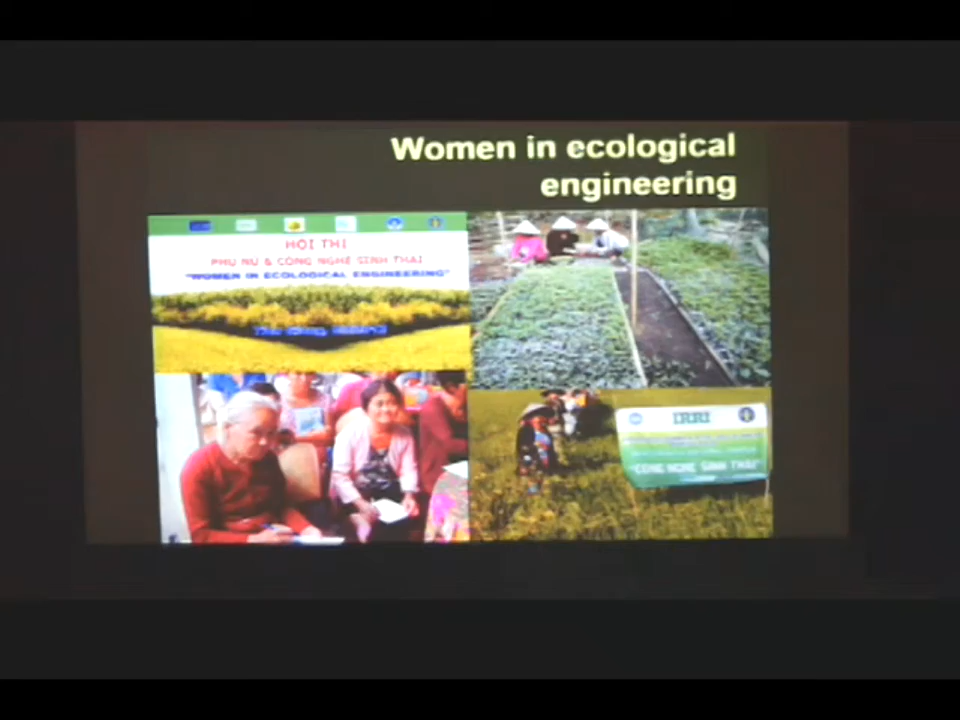 Women in ecological
engineering
HỘI THI
PHỤ NỮ & CÔNG NGHỆ SINH THÁI
"WOMEN IN ECOLOGICAL ENGINEERING"
IRRI
"CÔNG NGHỆ SINH THÁI"